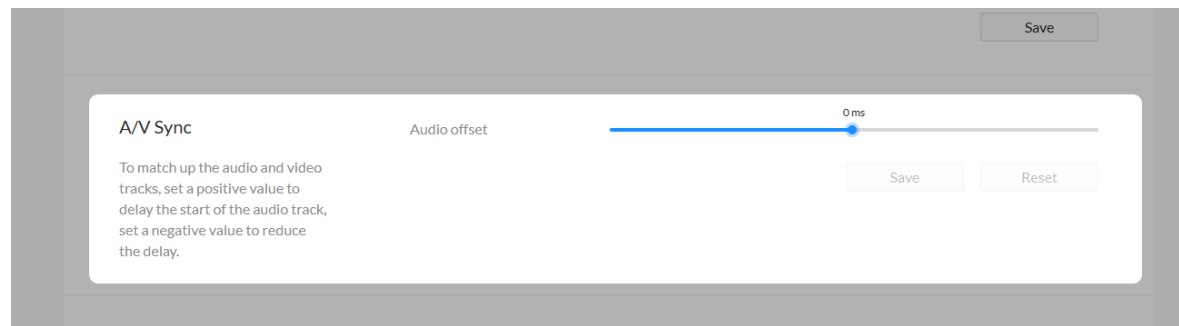 Save
A/V Sync
Audio offset
0 ms
To match up the audio and video
tracks, set a positive value to
delay the start of the audio track,
set a negative value to reduce
the delay.
Save
Reset